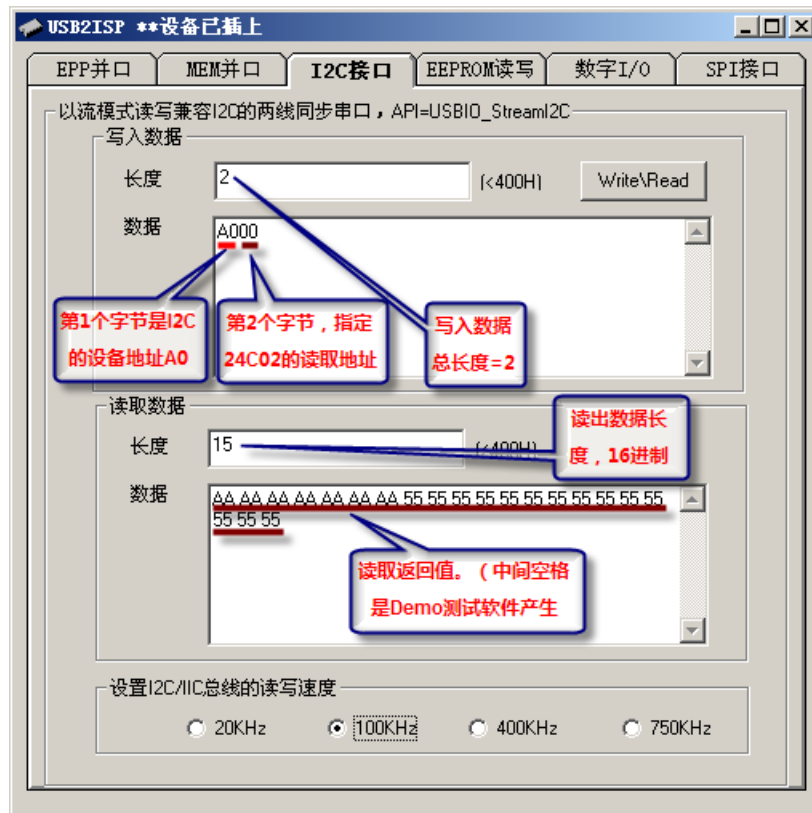 USB2ISP **设备已插上
EPP并口 MEM并口 I2C接口 EEPROM读写 数字I/O SPI接口
以流模式读写兼容I2C的两线同步串口，API=USBIO_StreamI2C
写入数据
长度 2 (<400H) Write\Read
数据 A000
第1个字节是I2C
的设备地址A0
第2个字节，指定
24C02的读取地址
写入数据
总长度=2
读取数据
长度 15 (<400H)
读出数据长
度，16进制
数据 AA AA AA AA AA AA AA 55 55 55 55 55 55 55 55 55 55 55
55 55 55
读取返回值。（中间空格
是Demo测试软件产生
设置I2C/IIC总线的读写速度
20KHz 100KHz 400KHz 750KHz